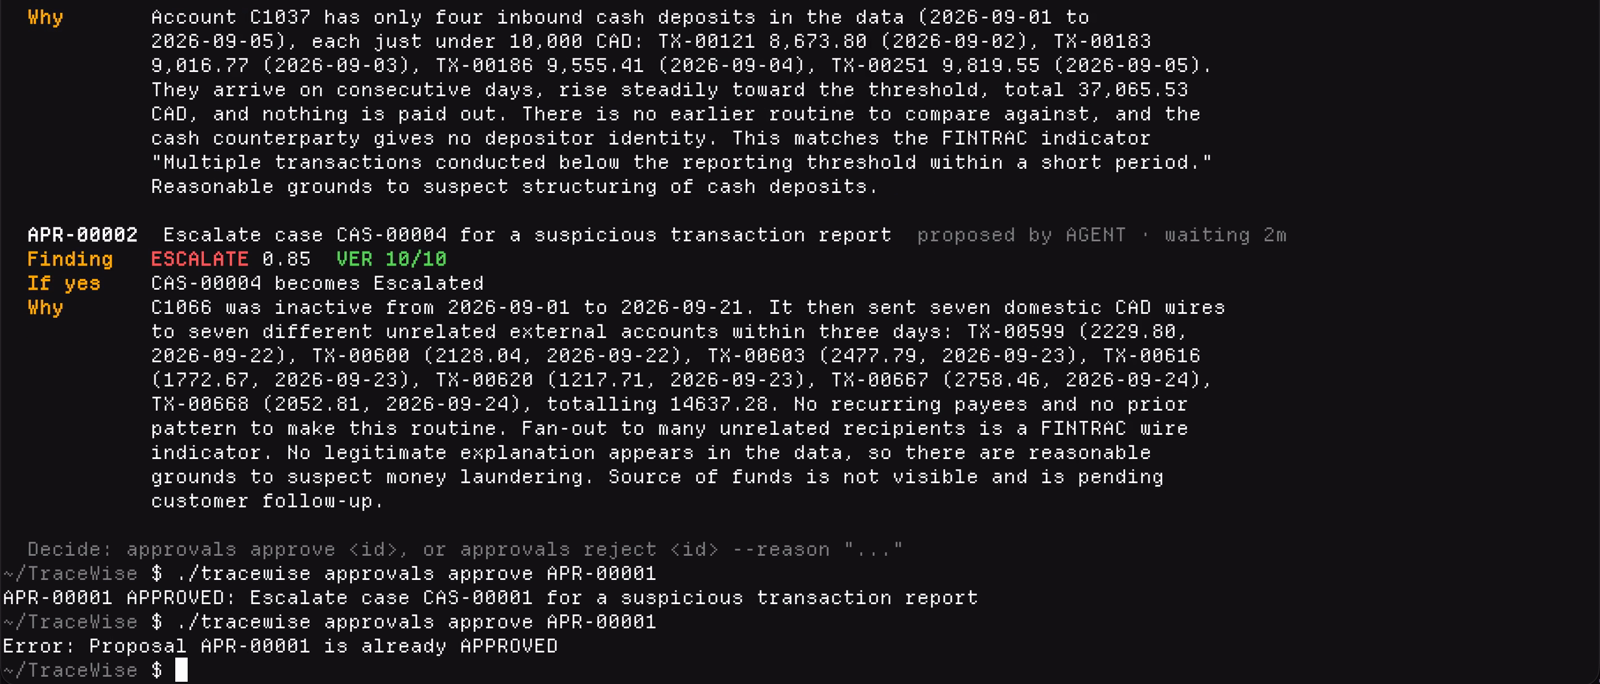 Why Account C1037 has only four inbound cash deposits in the data (2026-09-01 to
2026-09-05), each just under 10,000 CAD: TX-00121 8,673.80 (2026-09-02), TX-00183
9,016.77 (2026-09-03), TX-00186 9,555.41 (2026-09-04), TX-00251 9,819.55 (2026-09-05).
They arrive on consecutive days, rise steadily toward the threshold, total 37,065.53
CAD, and nothing is paid out. There is no earlier routine to compare against, and the
cash counterparty gives no depositor identity. This matches the FINTRAC indicator
"Multiple transactions conducted below the reporting threshold within a short period."
Reasonable grounds to suspect structuring of cash deposits.
APR-00002 Escalate case CAS-00004 for a suspicious transaction report proposed by AGENT · waiting 2m
Finding ESCALATE 0.85 VER 10/10
If yes CAS-00004 becomes Escalated
Why C1066 was inactive from 2026-09-01 to 2026-09-21. It then sent seven domestic CAD wires
to seven different unrelated external accounts within three days: TX-00599 (2229.80,
2026-09-22), TX-00600 (2128.04, 2026-09-22), TX-00603 (2477.79, 2026-09-23), TX-00616
(1772.67, 2026-09-23), TX-00620 (1217.71, 2026-09-23), TX-00667 (2758.46, 2026-09-24),
TX-00668 (2052.81, 2026-09-24), totalling 14637.28. No recurring payees and no prior
pattern to make this routine. Fan-out to many unrelated recipients is a FINTRAC wire
indicator. No legitimate explanation appears in the data, so there are reasonable
grounds to suspect money laundering. Source of funds is not visible and is pending
customer follow-up.
Decide: approvals approve <id>, or approvals reject <id> --reason "..."
~/TraceWise $ ./tracewise approvals approve APR-00001
APR-00001 APPROVED: Escalate case CAS-00001 for a suspicious transaction report
~/TraceWise $ ./tracewise approvals approve APR-00001
Error: Proposal APR-00001 is already APPROVED
~/TraceWise $